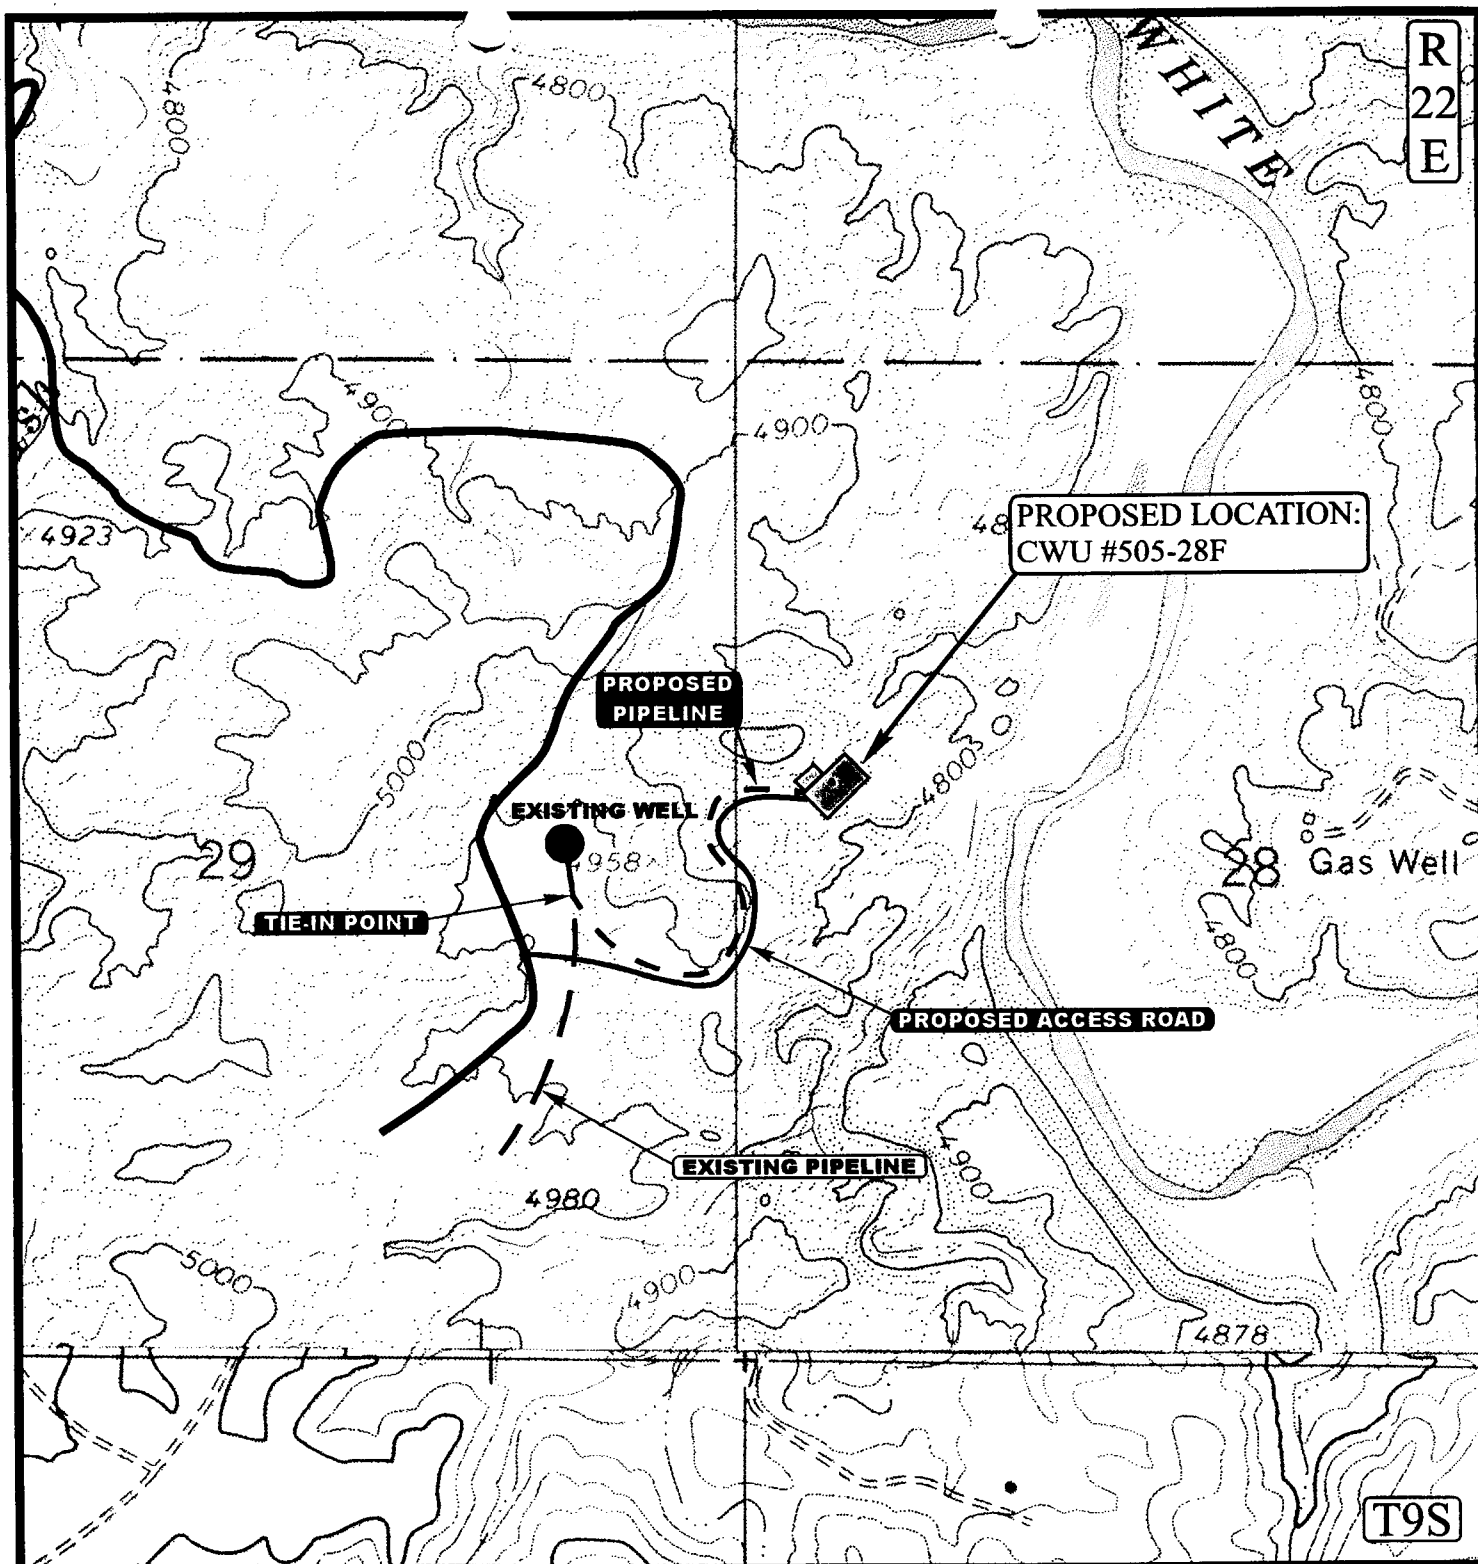 WHITE
R
22
E
4800
4800
4900
4900
4800
4923
PROPOSED LOCATION:
CWU #505-28F
PROPOSED
PIPELINE
5000
4800
EXISTING WELL
4958
29
28
Gas Well
TIE-IN POINT
4800
PROPOSED ACCESS ROAD
4900
EXISTING PIPELINE
4980
5000
4900
4878
T9S